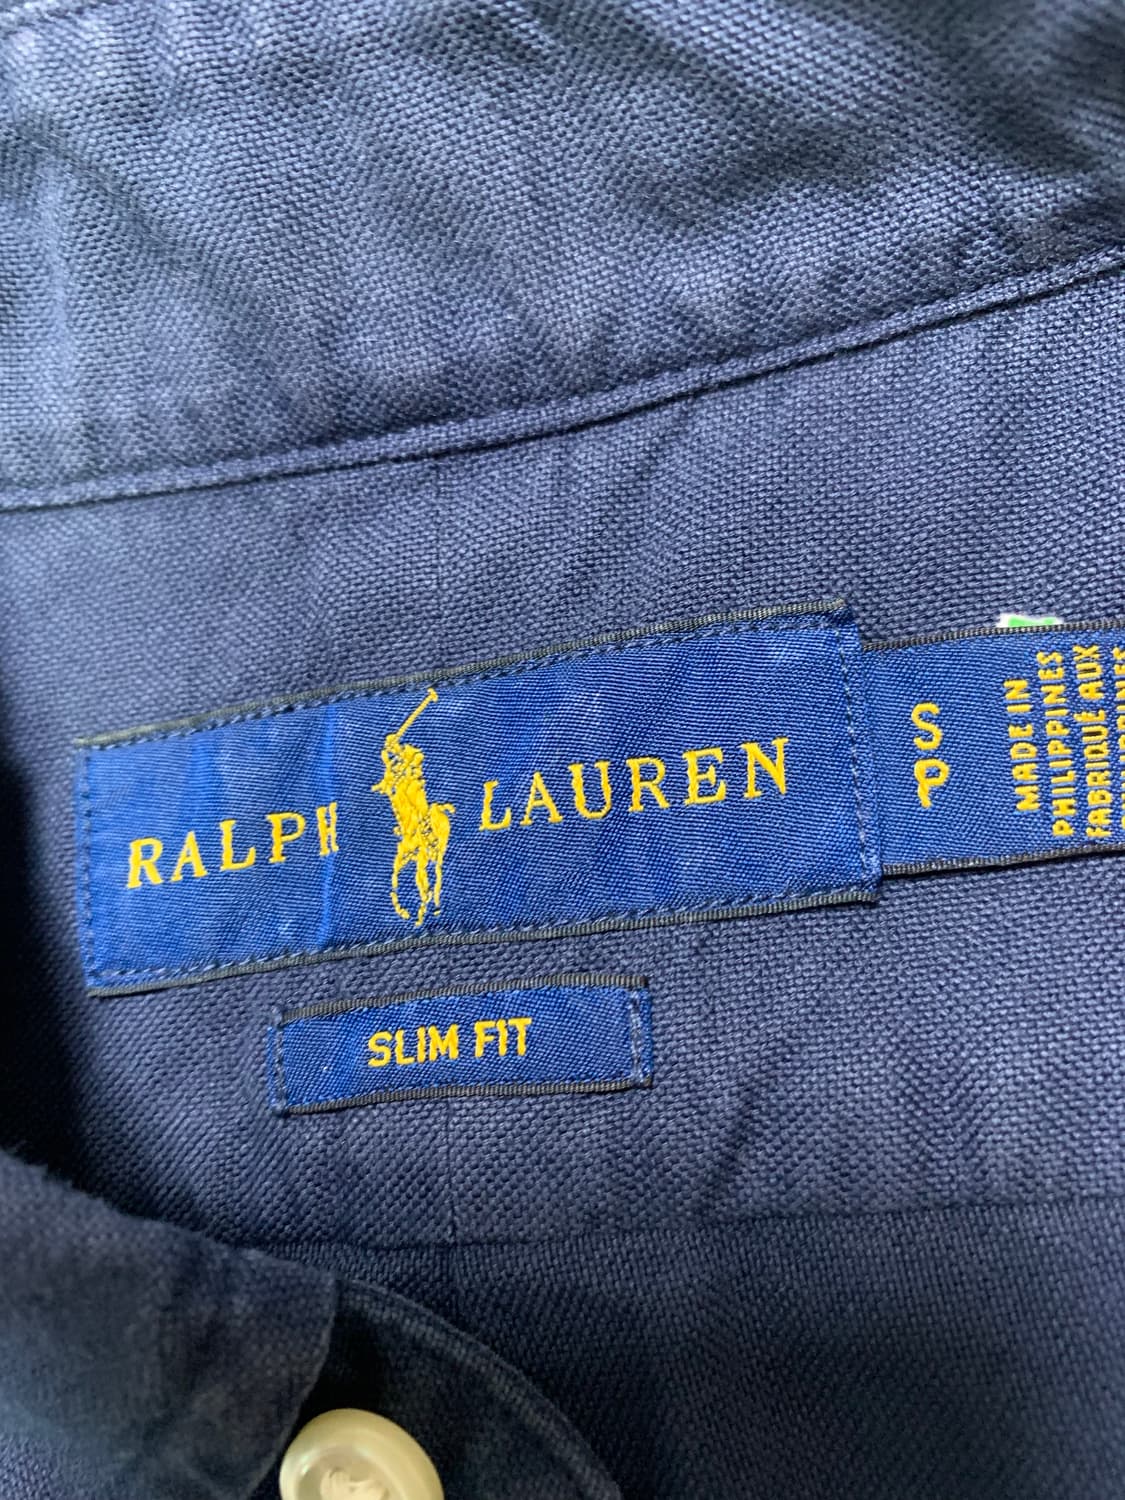 RALPH LAUREN
SLIM FIT
S
P
MADE IN
PHILIPPINES
FABRIQUÉ AUX